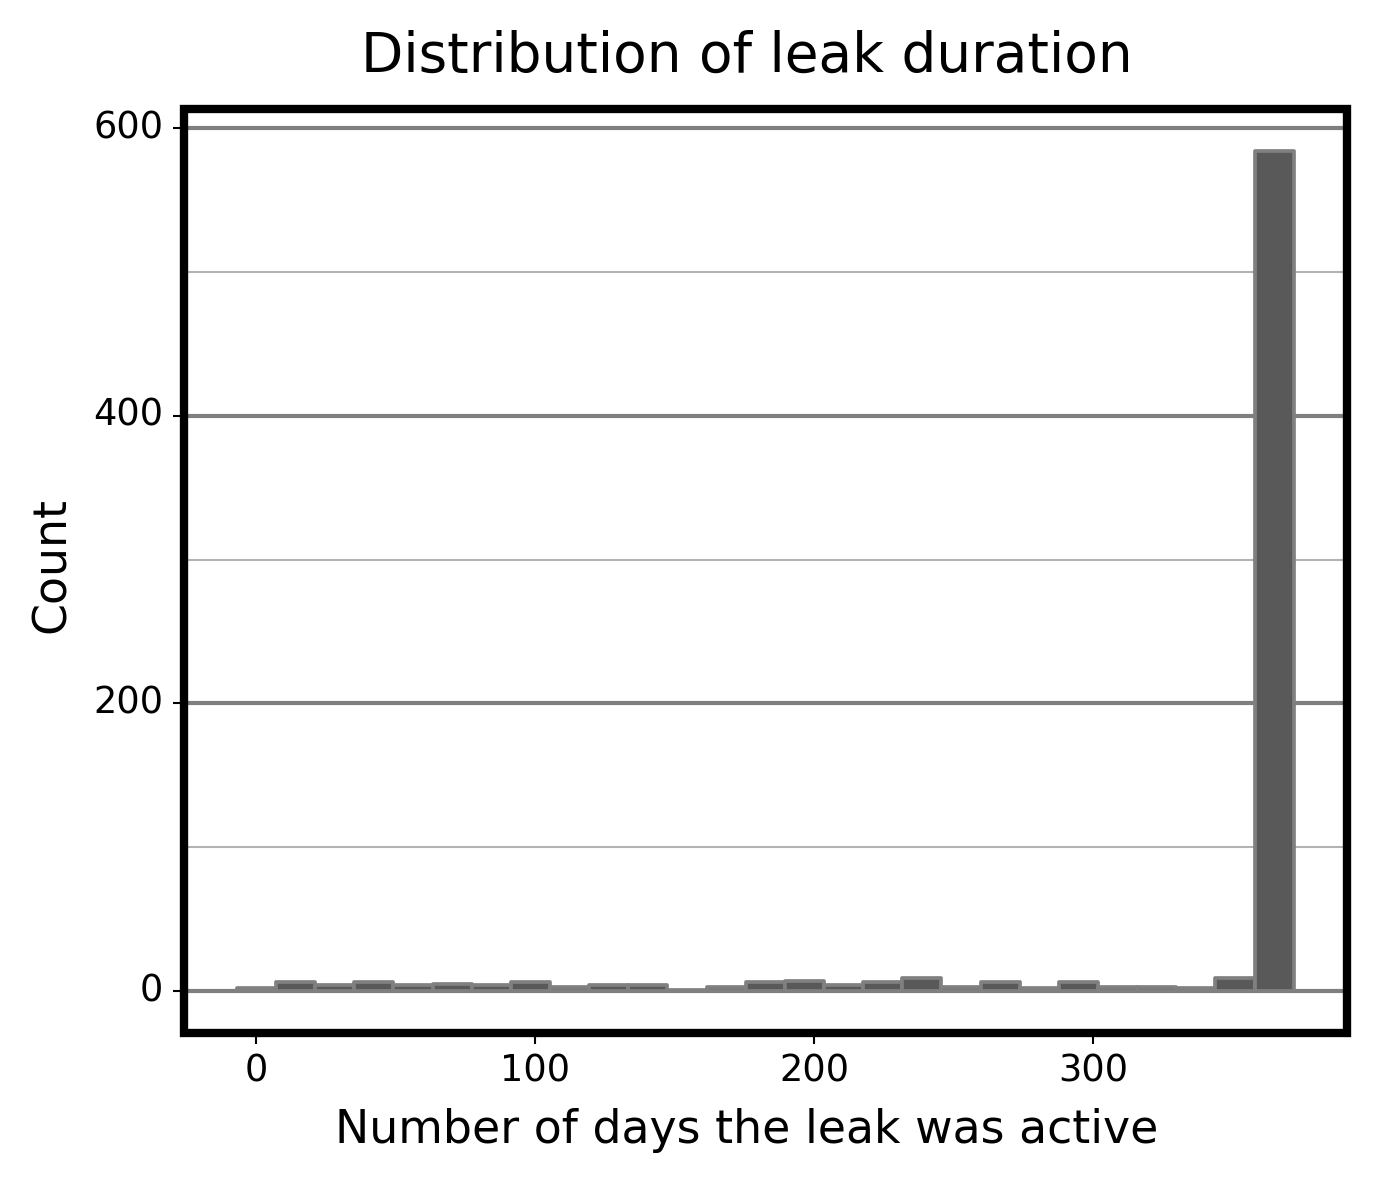 Distribution of leak duration
600
400
200
0
Count
0 100 200 300
Number of days the leak was active